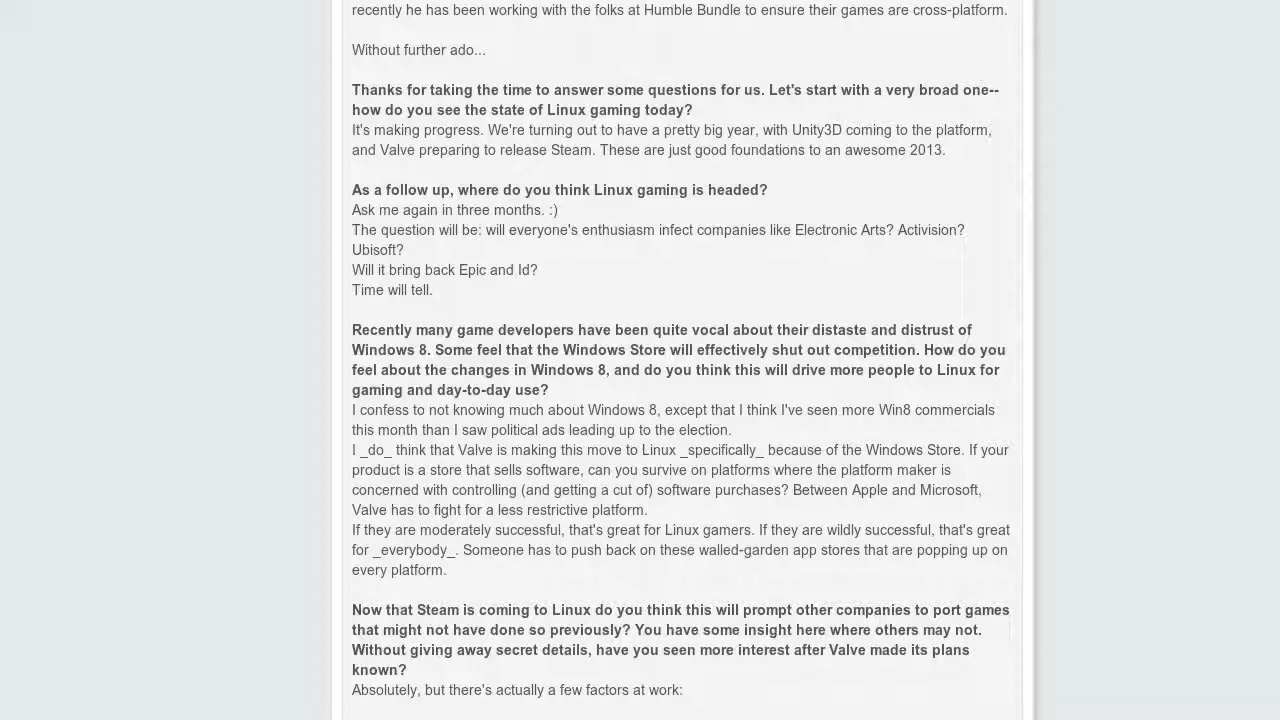 recently he has been working with the folks at Humble Bundle to ensure their games are cross-platform.
Without further ado...
Thanks for taking the time to answer some questions for us. Let's start with a very broad one--
how do you see the state of Linux gaming today?
It's making progress. We're turning out to have a pretty big year, with Unity3D coming to the platform,
and Valve preparing to release Steam. These are just good foundations to an awesome 2013.
As a follow up, where do you think Linux gaming is headed?
Ask me again in three months. :)
The question will be: will everyone's enthusiasm infect companies like Electronic Arts? Activision?
Ubisoft?
Will it bring back Epic and Id?
Time will tell.
Recently many game developers have been quite vocal about their distaste and distrust of
Windows 8. Some feel that the Windows Store will effectively shut out competition. How do you
feel about the changes in Windows 8, and do you think this will drive more people to Linux for
gaming and day-to-day use?
I confess to not knowing much about Windows 8, except that I think I've seen more Win8 commercials
this month than I saw political ads leading up to the election.
I _do_ think that Valve is making this move to Linux _specifically_ because of the Windows Store. If your
product is a store that sells software, can you survive on platforms where the platform maker is
concerned with controlling (and getting a cut of) software purchases? Between Apple and Microsoft,
Valve has to fight for a less restrictive platform.
If they are moderately successful, that's great for Linux gamers. If they are wildly successful, that's great
for _everybody_. Someone has to push back on these walled-garden app stores that are popping up on
every platform.
Now that Steam is coming to Linux do you think this will prompt other companies to port games
that might not have done so previously? You have some insight here where others may not.
Without giving away secret details, have you seen more interest after Valve made its plans
known?
Absolutely, but there's actually a few factors at work: